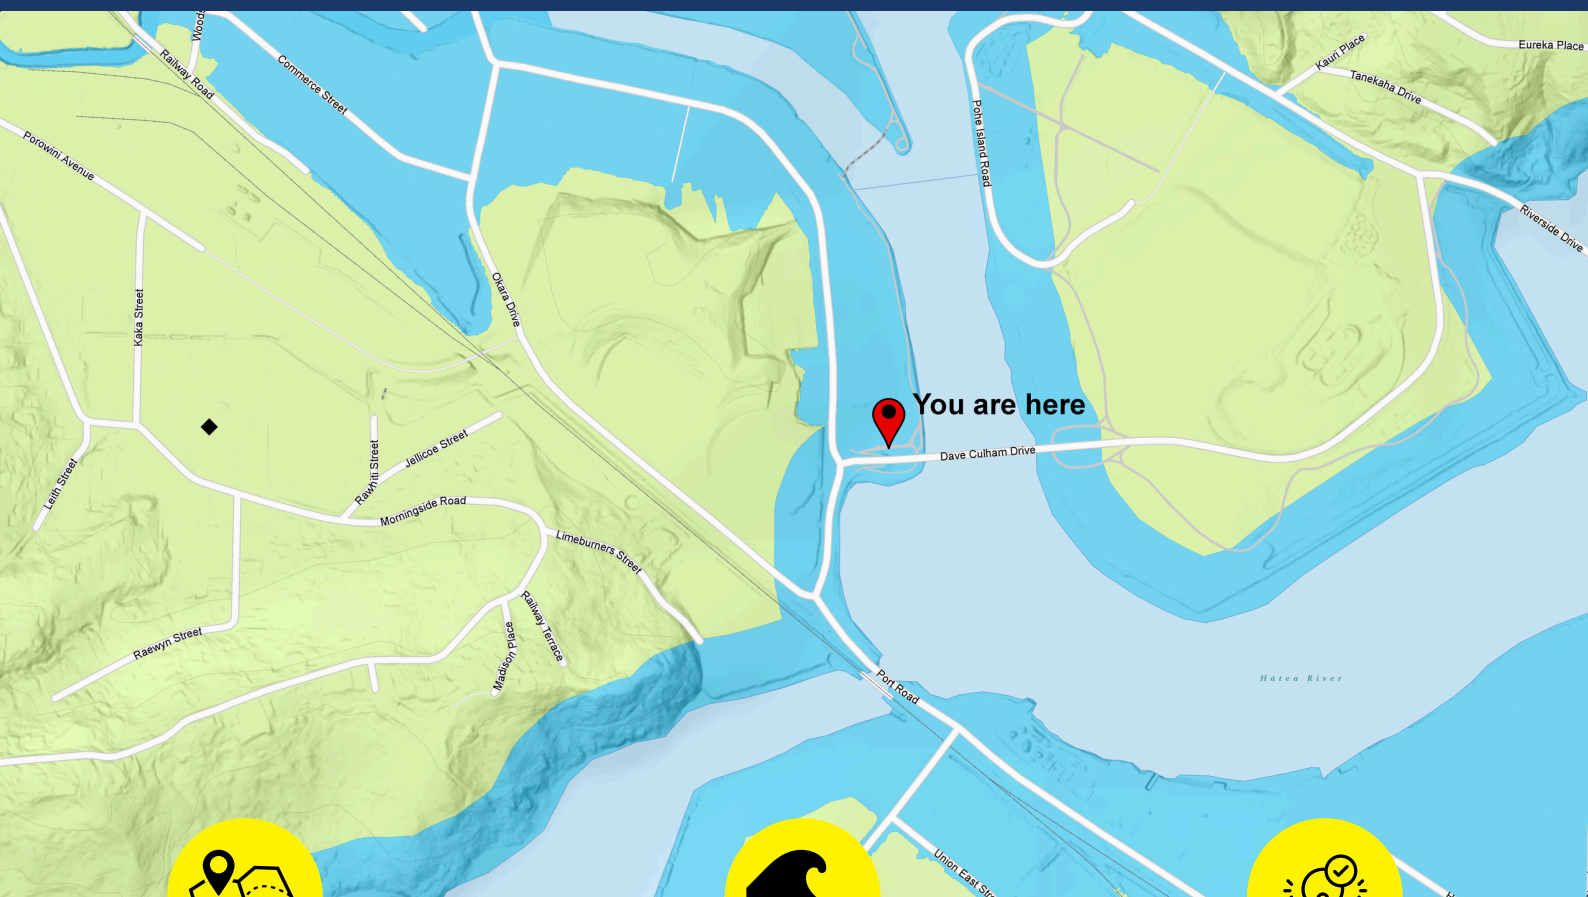 Woods
Railway Road
Commerce Street
Porowini Avenue
Kaka Street
Okara Drive
Pohe Island Road
Kauri Place
Eureka Place
Tanekaha Drive
Riverside Drive
You are here
Dave Culham Drive
Leith Street
Rawhiti Street
Jellicoe Street
Morningside Road
Limeburners Street
Railway Terrace
Madison Place
Raewyn Street
Port Road
Hātea River
Union East Stre